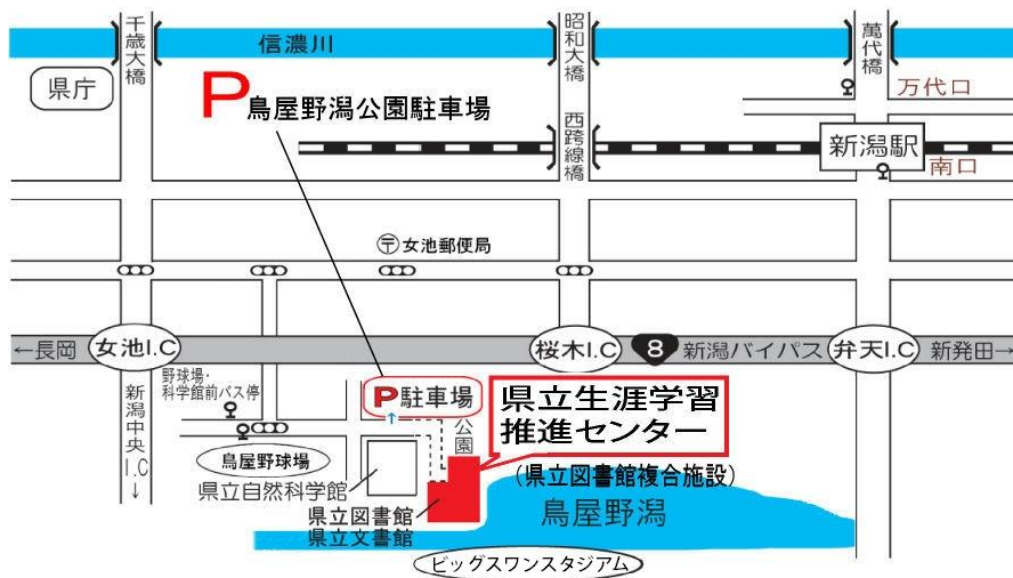 千歳大橋
信濃川
昭和大橋
萬代橋
県庁
P鳥屋野潟公園駐車場
万代口
西跨線橋
新潟駅
南口
〒女池郵便局
←長岡
女池I.C
桜木I.C
8
新潟バイパス
弁天I.C
新発田→
新潟中央I.C↓
野球場・
科学館前バス停
P駐車場
↑
公園
県立生涯学習
推進センター
(県立図書館複合施設)
鳥屋野球場
県立自然科学館
県立図書館
県立文書館
鳥屋野潟
ビッグスワンスタジアム